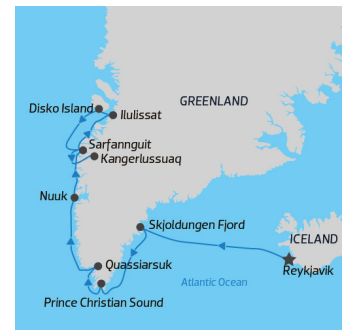 Disko Island
Ilulissat
GREENLAND
Sarfannguit
Kangerlussuaq
Nuuk
Skjoldungen Fjord
ICELAND
Quassiarsuk
Reykjavik
Atlantic Ocean
Prince Christian Sound